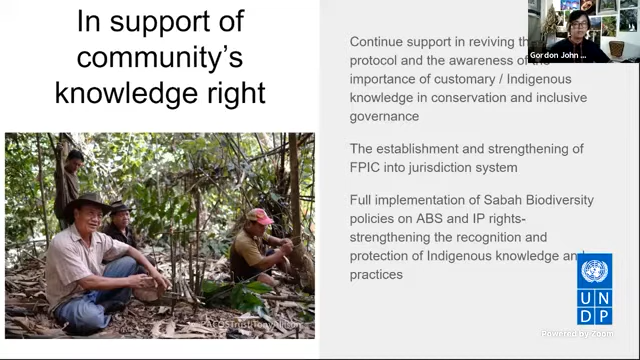 In support of
community's
knowledge right
Continue support in reviving the
protocol and the awareness of the
importance of customary / Indigenous
knowledge in conservation and inclusive
governance
The establishment and strengthening of
FPIC into jurisdiction system
Full implementation of Sabah Biodiversity
policies on ABS and IP rights-
strengthening the recognition and
protection of Indigenous knowledge and
practices
Gordon John ...
U N
D P
Powered by Zoom